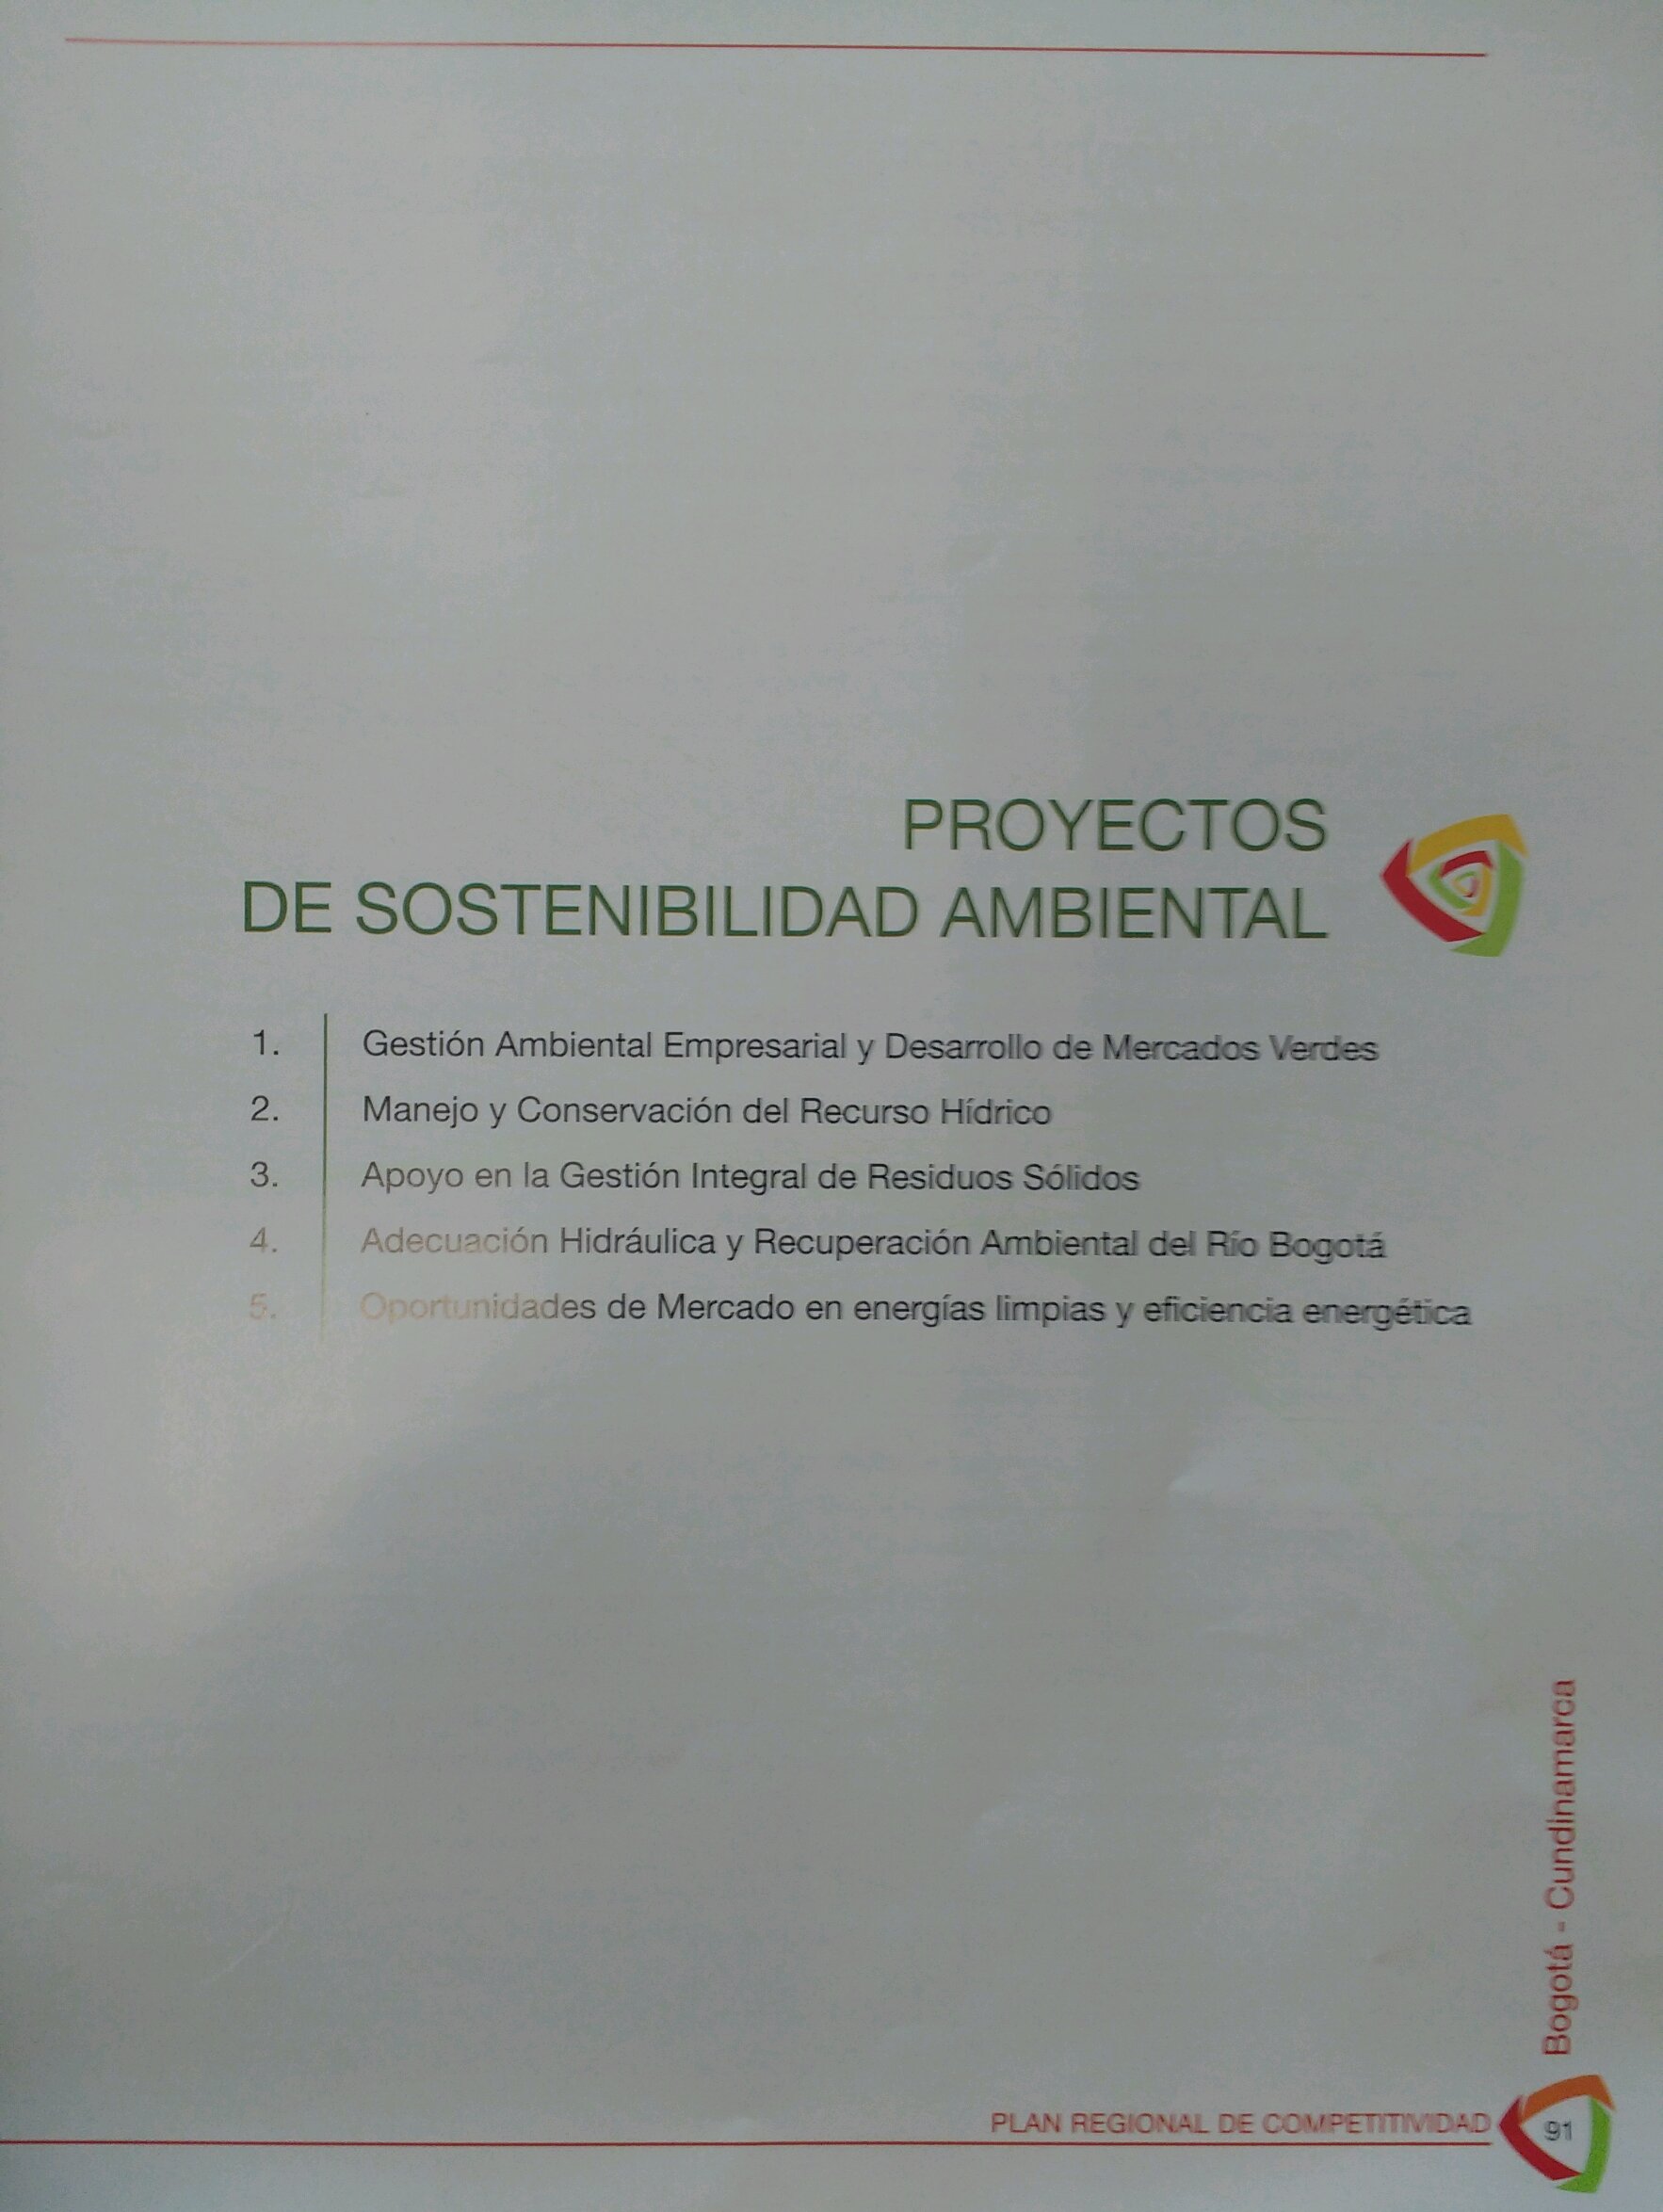 PROYECTOS
DE SOSTENIBILIDAD AMBIENTAL
1. Gestión Ambiental Empresarial y Desarrollo de Mercados Verdes
2. Manejo y Conservación del Recurso Hídrico
3. Apoyo en la Gestión Integral de Residuos Sólidos
4. Adecuación Hidráulica y Recuperación Ambiental del Río Bogotá
5. Oportunidades de Mercado en energías limpias y eficiencia energética
Bogotá - Cundinamarca
PLAN REGIONAL DE COMPETITIVIDAD 91